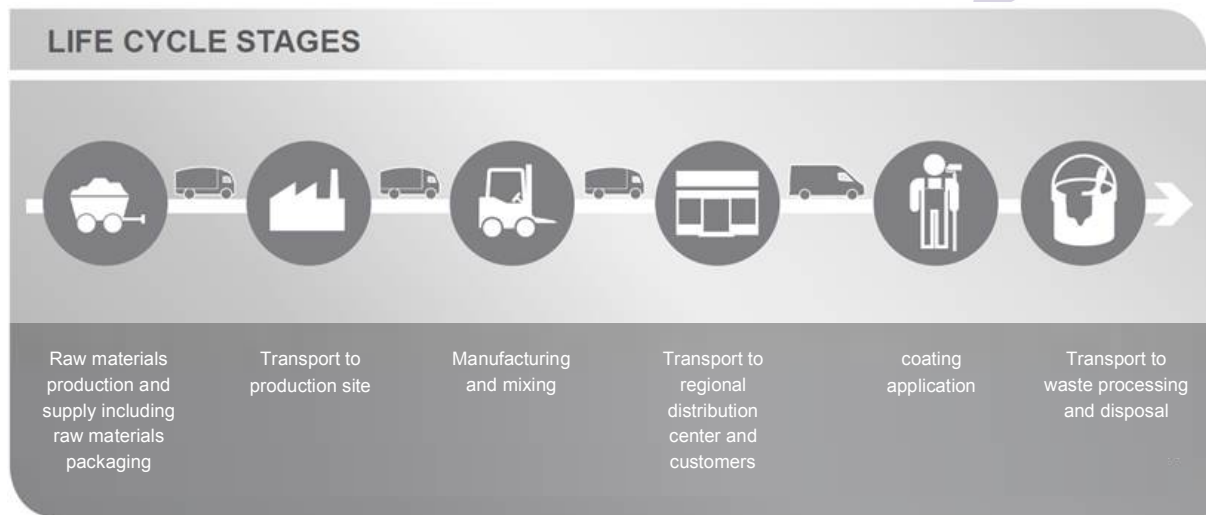 LIFE CYCLE STAGES
Raw materials
production and
supply including
raw materials
packaging
Transport to
production site
Manufacturing
and mixing
Transport to
regional
distribution
center and
customers
coating
application
Transport to
waste processing
and disposal